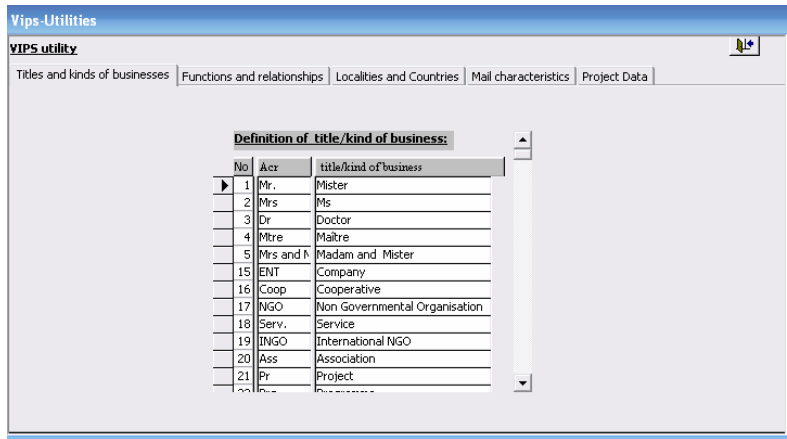 Vips-Utilities
VIPS utility
Titles and kinds of businesses Functions and relationships Localities and Countries Mail characteristics Project Data
Definition of title/kind of business:
No Acr title/kind of business
1 Mr. Mister
2 Mrs Ms
3 Dr Doctor
4 Mtre Maître
5 Mrs and Madam and Mister
15 ENT Company
16 Coop Cooperative
17 NGO Non Governmental Organisation
18 Serv. Service
19 INGO International NGO
20 Ass Association
21 Pr Project